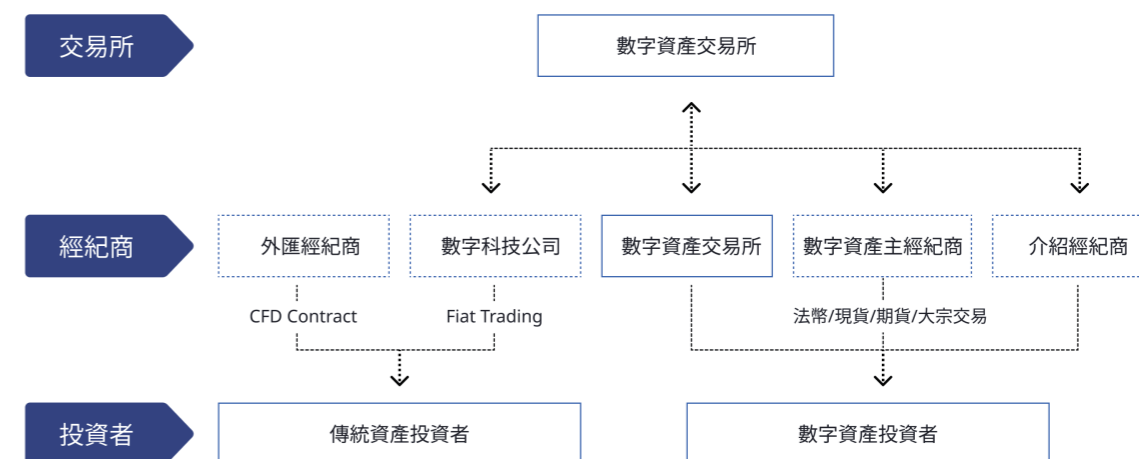 交易所
數字資產交易所
經紀商
外匯經紀商
數字科技公司
數字資產交易所
數字資產主經紀商
介紹經紀商
CFD Contract
Fiat Trading
法幣/現貨/期貨/大宗交易
投資者
傳統資產投資者
數字資產投資者